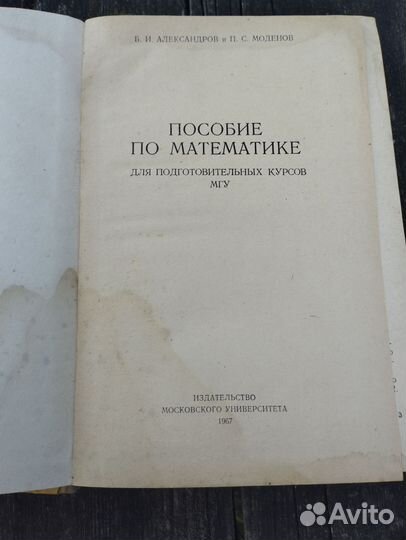 Б. И. АЛЕКСАНДРОВ и П. С. МОДЕНОВ
ПОСОБИЕ
ПО МАТЕМАТИКЕ
ДЛЯ ПОДГОТОВИТЕЛЬНЫХ КУРСОВ
МГУ
ИЗДАТЕЛЬСТВО
МОСКОВСКОГО УНИВЕРСИТЕТА
1967
Avito